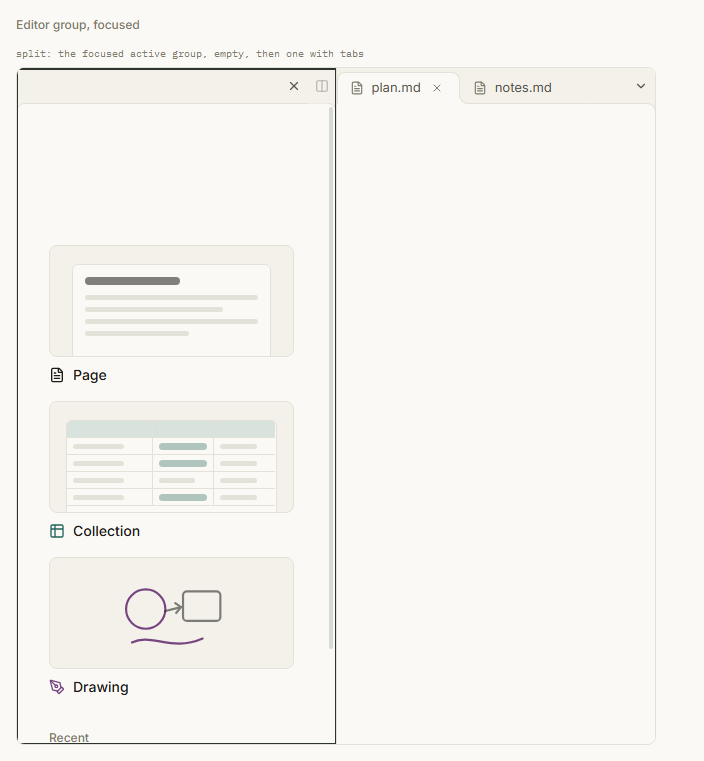 Editor group, focused
split: the focused active group, empty, then one with tabs
plan.md
notes.md
Page
Collection
Drawing
Recent